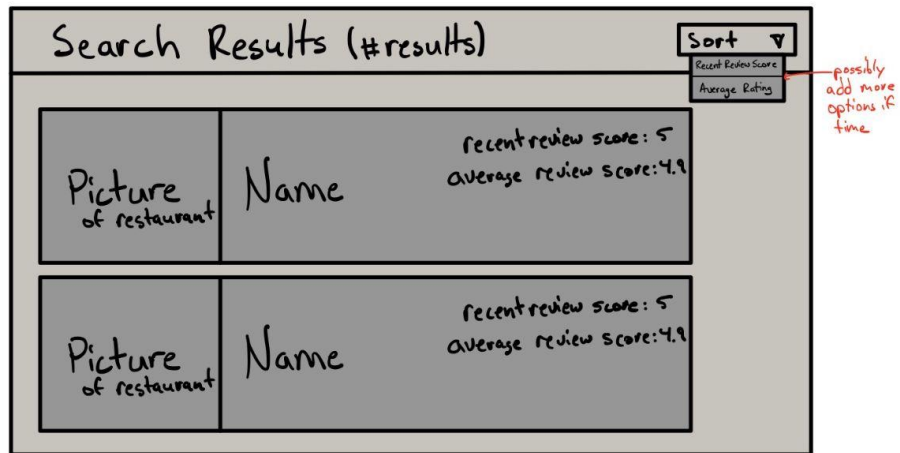 Search Results (#results)
Sort
Recent Review Score
Average Rating
possibly
add more
options if
time
Picture
of restaurant
Name
recent review score: 5
average review score: 4.9
Picture
of restaurant
Name
recent review score: 5
average review score: 4.9